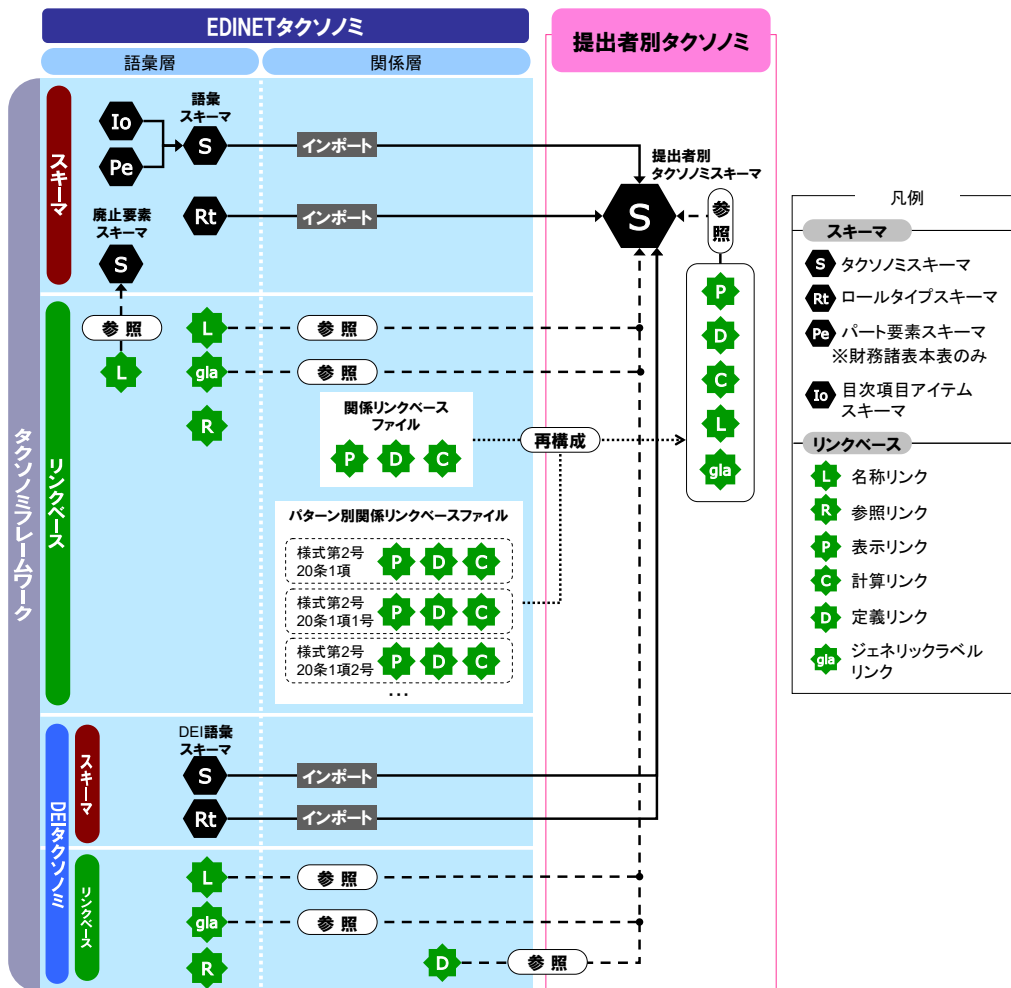 EDINETタクソノミ
提出者別タクソノミ
語彙層
関係層
タクソノミフレームワーク
スキーマ
Io
Pe
語彙
スキーマ
S
インポート
Rt
インポート
廃止要素
スキーマ
S
提出者別
タクソノミスキーマ
S
参照
P
D
C
L
gla
リンクベース
参照
L
L
参照
gla
参照
R
関係リンクベース
ファイル
P D C
再構成
パターン別関係リンクベースファイル
様式第2号
20条1項
P D C
様式第2号
20条1項1号
P D C
様式第2号
20条1項2号
P D C
…
DEIタクソノミ
スキーマ
DEI語彙
スキーマ
S
インポート
Rt
インポート
リンクベース
L
参照
gla
参照
R
D
参照
凡例
スキーマ
S タクソノミスキーマ
Rt ロールタイプスキーマ
Pe パート要素スキーマ
※財務諸表本表のみ
Io 目次項目アイテム
スキーマ
リンクベース
L 名称リンク
R 参照リンク
P 表示リンク
C 計算リンク
D 定義リンク
gla ジェネリックラベル
リンク